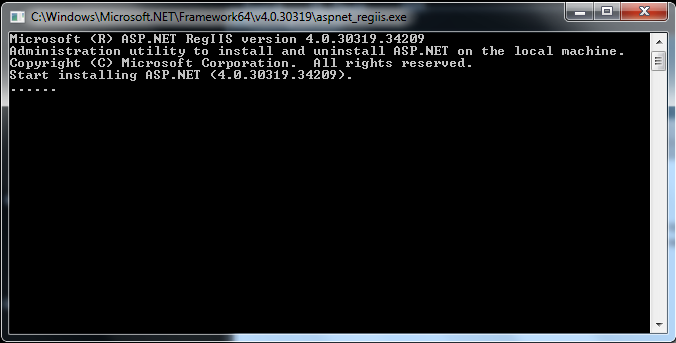 C:\Windows\Microsoft.NET\Framework64\v4.0.30319\aspnet_regiis.exe
Microsoft (R) ASP.NET RegIIS version 4.0.30319.34209
Administration utility to install and uninstall ASP.NET on the local machine.
Copyright (C) Microsoft Corporation.  All rights reserved.
Start installing ASP.NET (4.0.30319.34209).
......